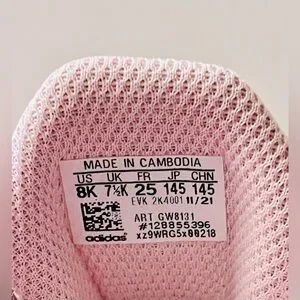 MADE IN CAMBODIA
US UK FR JP CHN
8K 7½K 25 145 145
EVK 2K4001 11/21
ART GW8131
#128855396
adidas xz9WRG5x00218